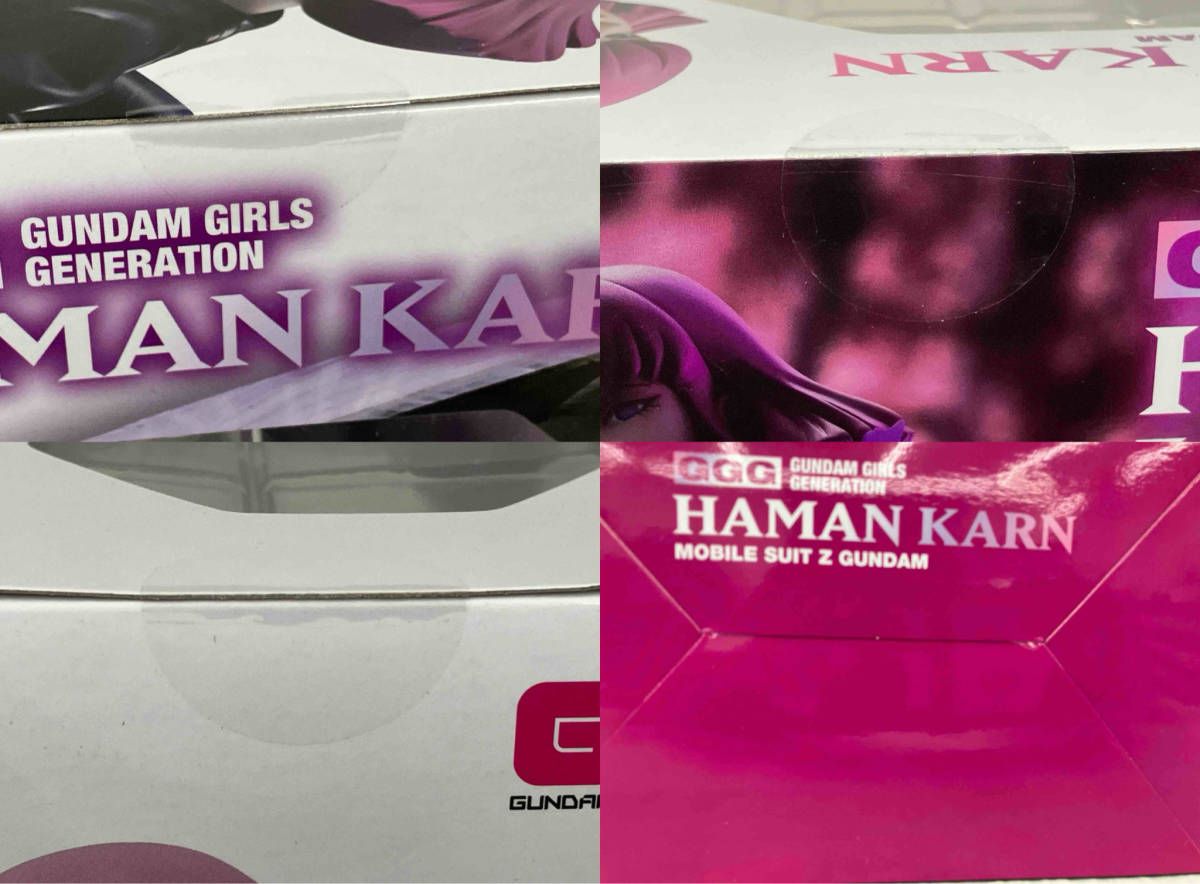 GUNDAM GIRLS
GENERATION
MAN KAR
KARN
GUNDA
GGG GUNDAM GIRLS
GENERATION
HAMAN KARN
MOBILE SUIT Z GUNDAM